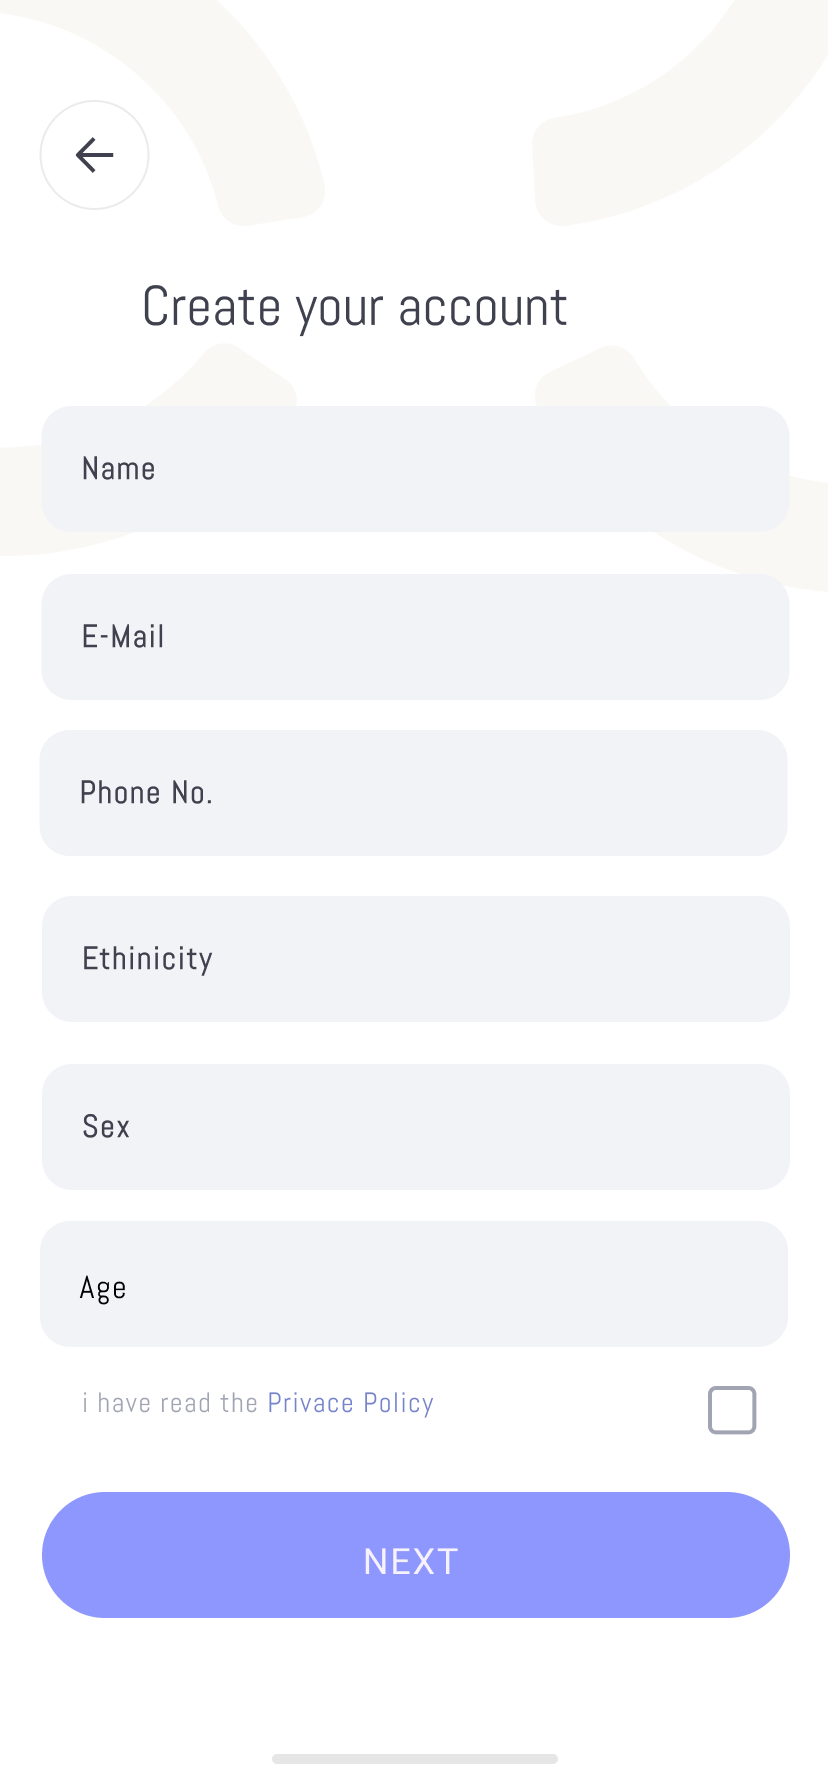 Create your account
Name
E-Mail
Phone No.
Ethinicity
Sex
Age
i have read the Privace Policy
NEXT